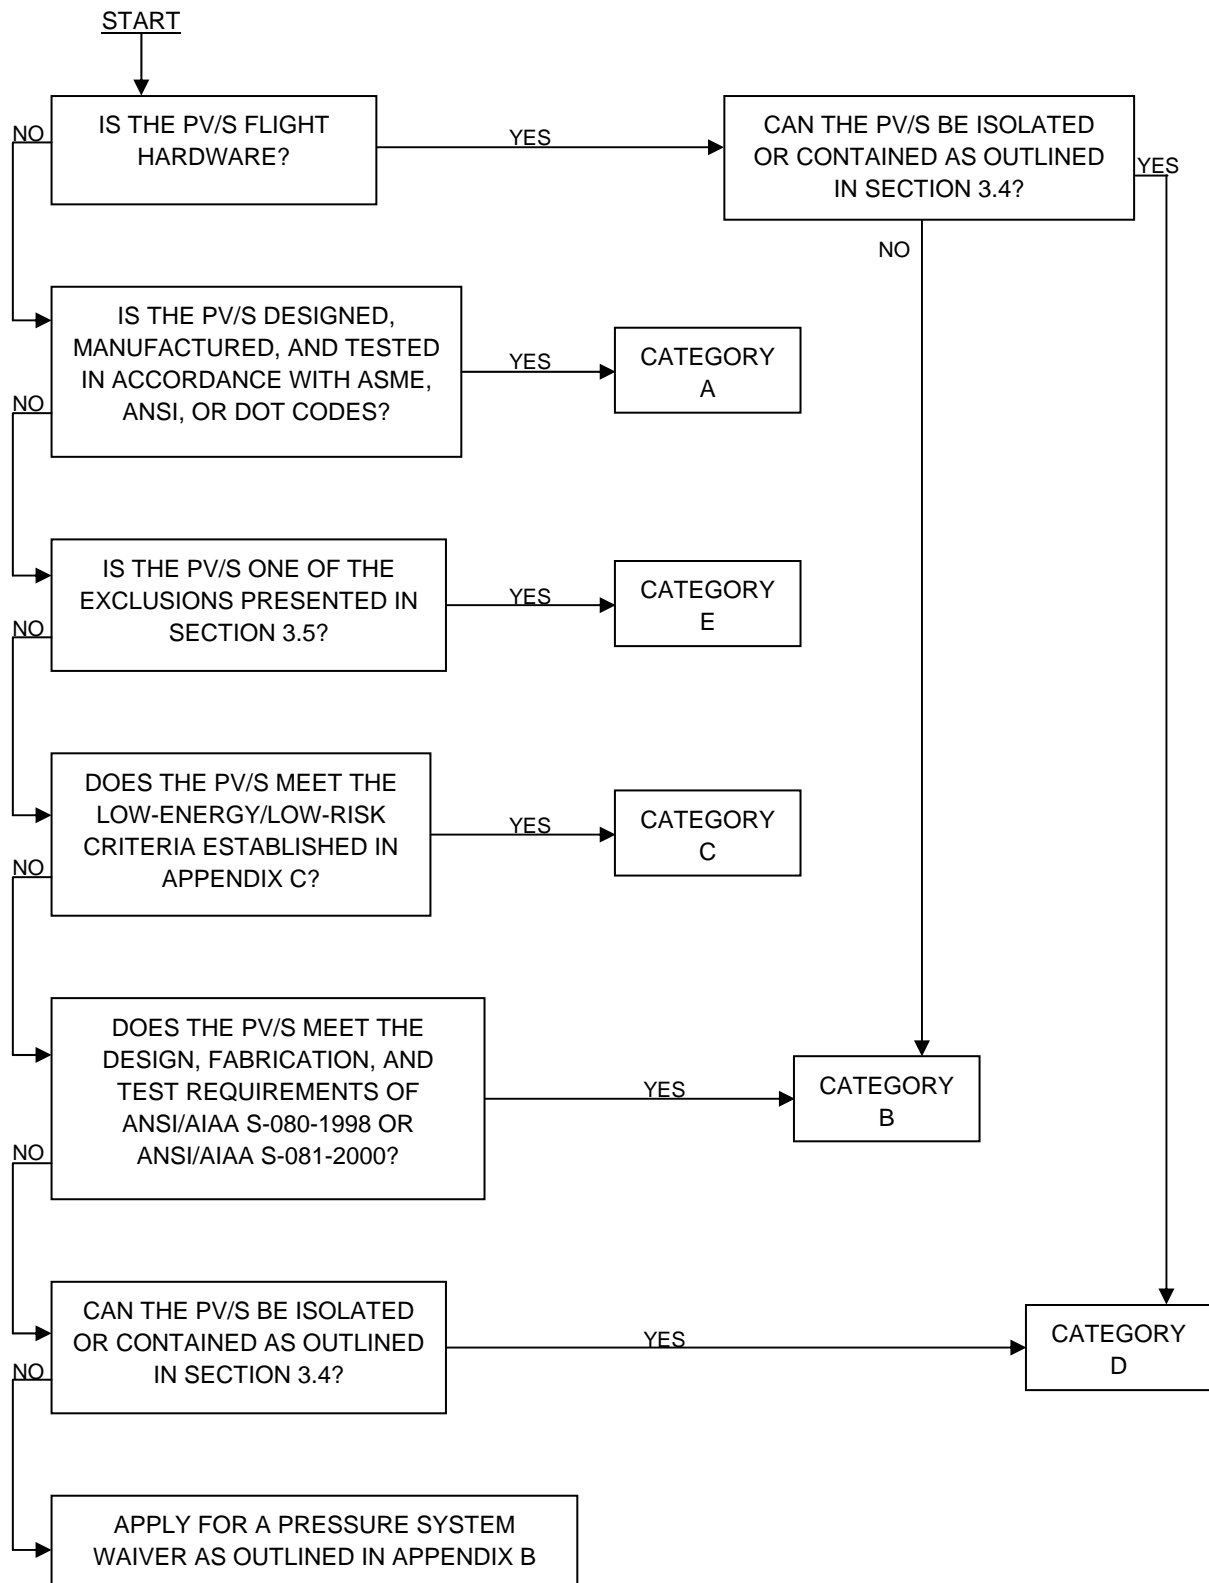 START
IS THE PV/S FLIGHT
HARDWARE?
NO
YES
CAN THE PV/S BE ISOLATED
OR CONTAINED AS OUTLINED
IN SECTION 3.4?
YES
NO
IS THE PV/S DESIGNED,
MANUFACTURED, AND TESTED
IN ACCORDANCE WITH ASME,
ANSI, OR DOT CODES?
YES
CATEGORY
A
NO
IS THE PV/S ONE OF THE
EXCLUSIONS PRESENTED IN
SECTION 3.5?
YES
CATEGORY
E
NO
DOES THE PV/S MEET THE
LOW-ENERGY/LOW-RISK
CRITERIA ESTABLISHED IN
APPENDIX C?
YES
CATEGORY
C
NO
DOES THE PV/S MEET THE
DESIGN, FABRICATION, AND
TEST REQUIREMENTS OF
ANSI/AIAA S-080-1998 OR
ANSI/AIAA S-081-2000?
YES
CATEGORY
B
NO
CAN THE PV/S BE ISOLATED
OR CONTAINED AS OUTLINED
IN SECTION 3.4?
YES
CATEGORY
D
NO
APPLY FOR A PRESSURE SYSTEM
WAIVER AS OUTLINED IN APPENDIX B